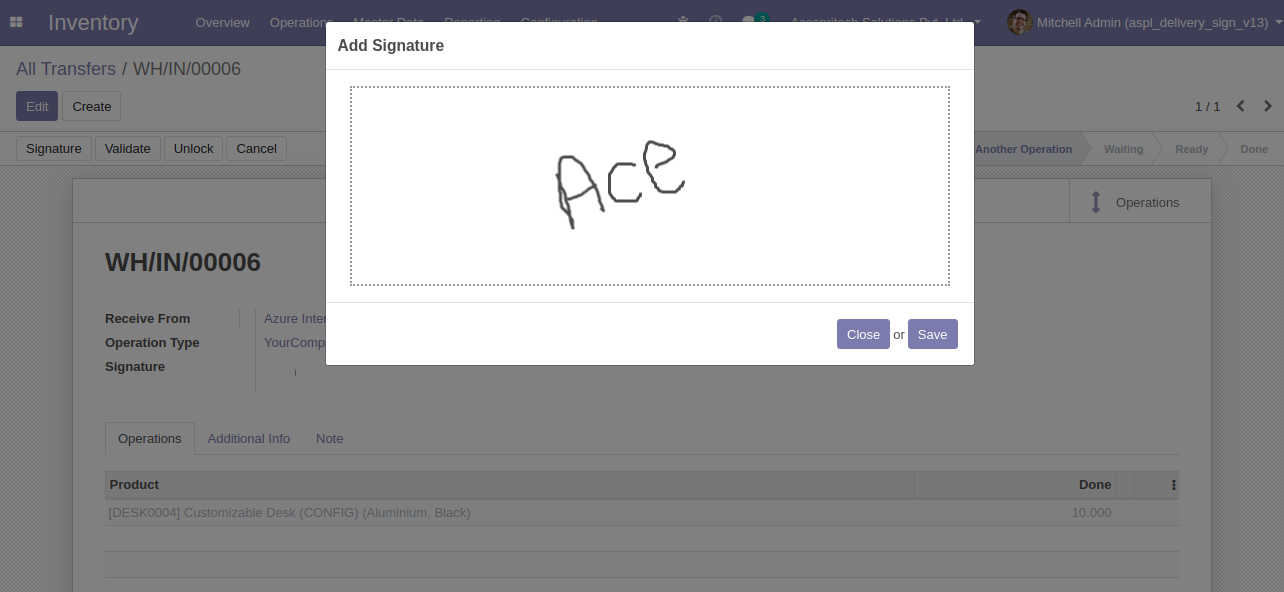 Inventory Overview Operations Master Data Reporting Configuration 3 Acespritech Solutions Pvt. Ltd. Mitchell Admin (aspl_delivery_sign_v13)
Add Signature
All Transfers / WH/IN/00006
Edit Create
1 / 1
Signature Validate Unlock Cancel
Another Operation Waiting Ready Done
Ace
Operations
WH/IN/00006
Receive From Azure Inter
Operation Type YourCompa
Signature
Close or Save
Operations Additional Info Note
Product Done
[DESK0004] Customizable Desk (CONFIG) (Aluminium, Black) 10.000